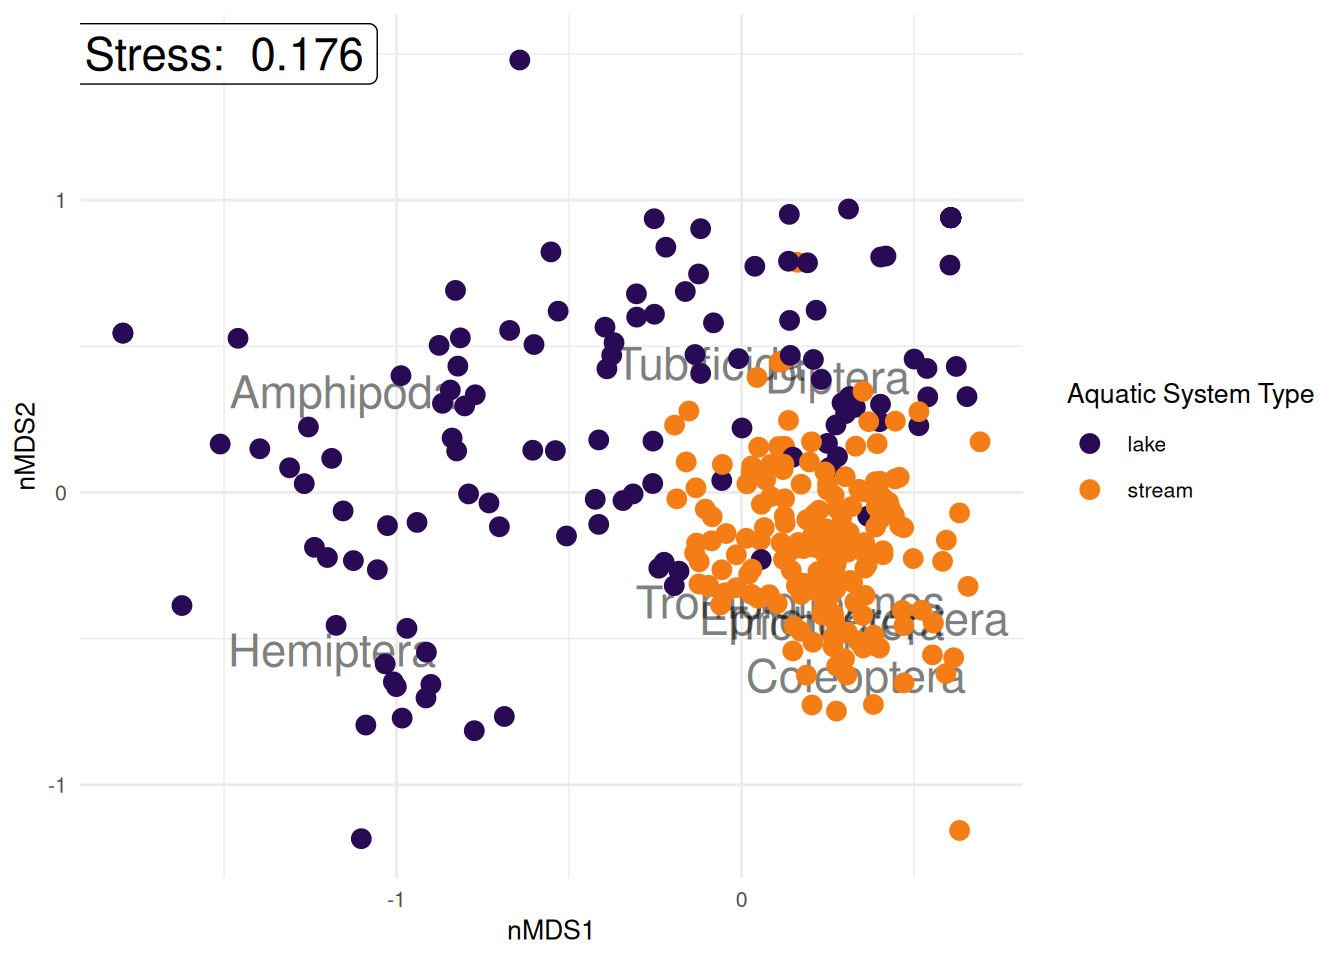 Stress: 0.176
1
0
-1
nMDS2
Tubificida
Diptera
Amphipoda
Hemiptera
Coleoptera
-1
0
nMDS1
Aquatic System Type
lake
stream